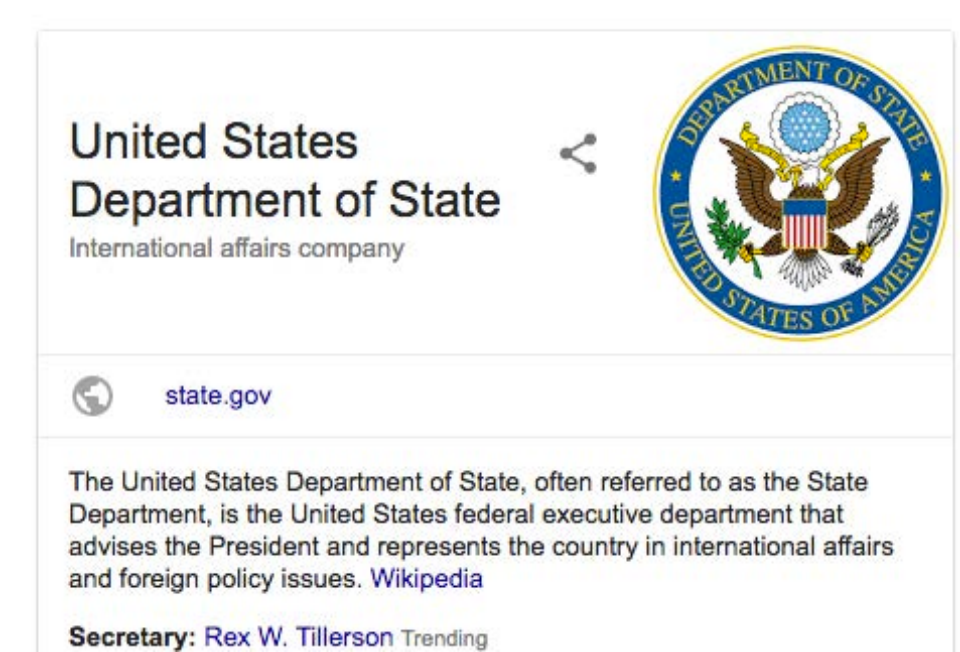 United States
Department of State
International affairs company
DEPARTMENT OF STATE
UNITED STATES OF AMERICA
state.gov
The United States Department of State, often referred to as the State
Department, is the United States federal executive department that
advises the President and represents the country in international affairs
and foreign policy issues. Wikipedia
Secretary: Rex W. Tillerson Trending